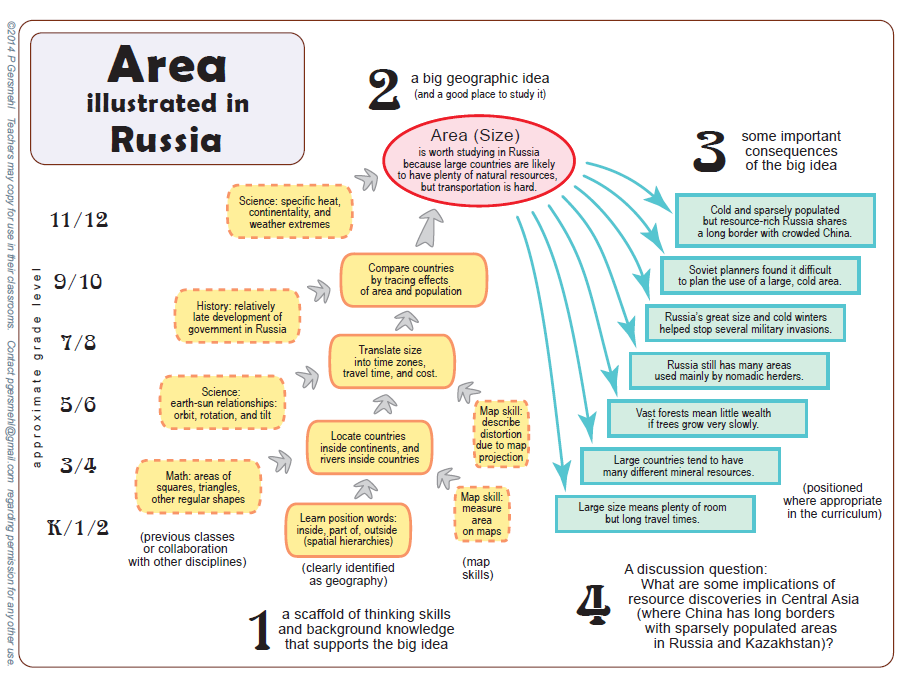 ©2014 P Gersmehl  Teachers may copy for use in their classrooms.  Contact pgersmehl@gmail.com regarding permission for any other use.
Area
illustrated in
Russia
2
a big geographic idea
(and a good place to study it)
Area (Size)
is worth studying in Russia
because large countries are likely
to have plenty of natural resources,
but transportation is hard.
3
some important
consequences
of the big idea
approximate grade level
11/12
9/10
7/8
5/6
3/4
K/1/2
Science: specific heat,
continentality, and
weather extremes
Compare countries
by tracing effects
of area and population
History: relatively
late development of
government in Russia
Translate size
into time zones,
travel time, and cost.
Science:
earth-sun relationships:
orbit, rotation, and tilt
Map skill:
describe
distortion
due to map
projection
Locate countries
inside continents, and
rivers inside countries
Math: areas of
squares, triangles,
other regular shapes
Map skill:
measure
area
on maps
Learn position words:
inside, part of, outside
(spatial hierarchies)
(previous classes
or collaboration
with other disciplines)
(clearly identified
as geography)
(map
skills)
1
a scaffold of thinking skills
and background knowledge
that supports the big idea
Cold and sparsely populated
but resource-rich Russia shares
a long border with crowded China.
Soviet planners found it difficult
to plan the use of a large, cold area.
Russia's great size and cold winters
helped stop several military invasions.
Russia still has many areas
used mainly by nomadic herders.
Vast forests mean little wealth
if trees grow very slowly.
Large countries tend to have
many different mineral resources.
Large size means plenty of room
but long travel times.
(positioned
where appropriate
in the curriculum)
4
A discussion question:
What are some implications of
resource discoveries in Central Asia
(where China has long borders
with sparsely populated areas
in Russia and Kazakhstan)?